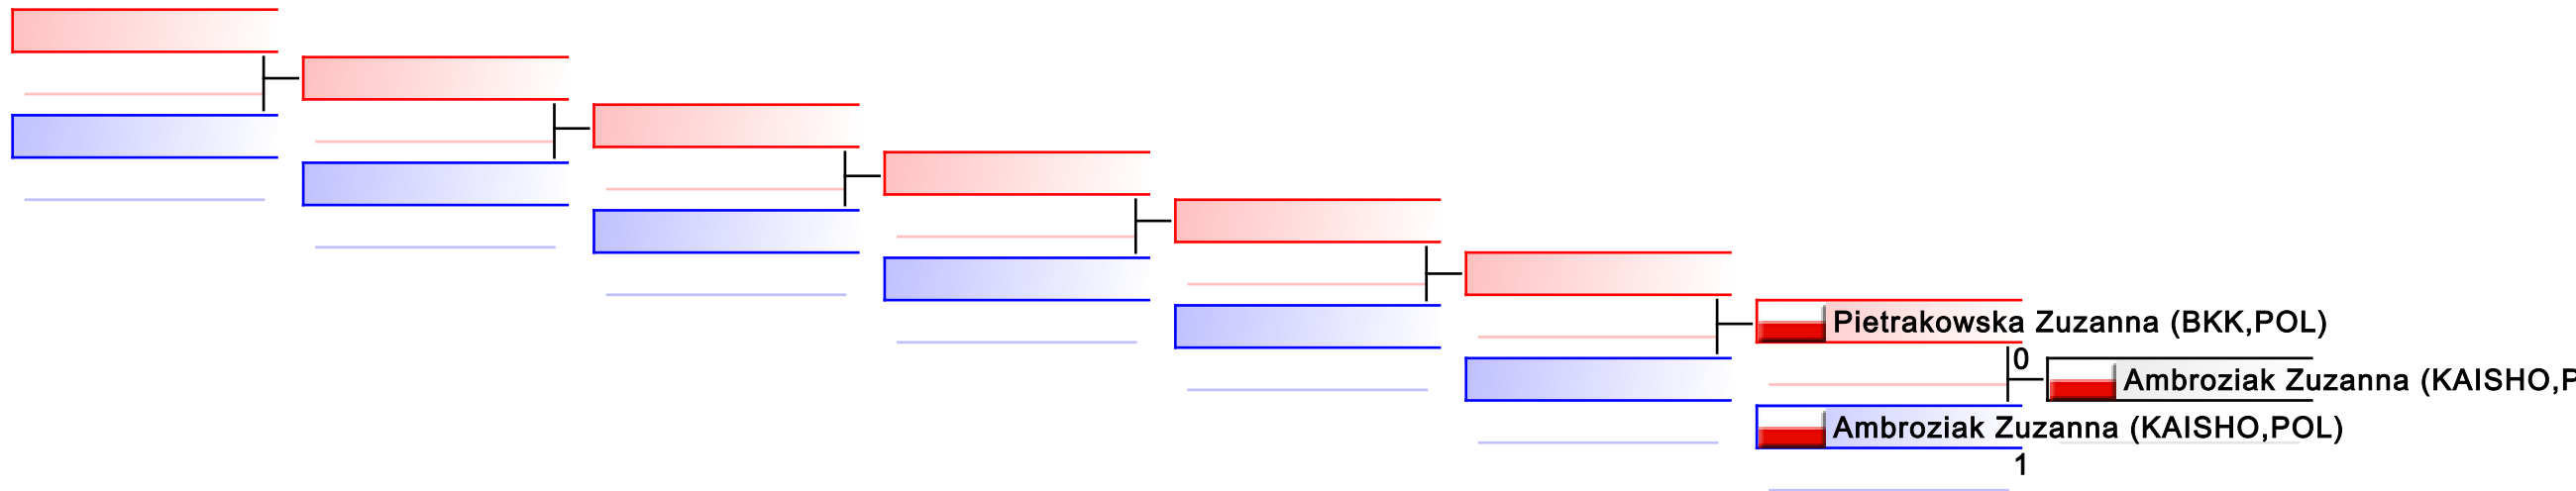 Pietrakowska Zuzanna (BKK,POL)
0
Ambroziak Zuzanna (KAISHO,P
Ambroziak Zuzanna (KAISHO,POL)
1